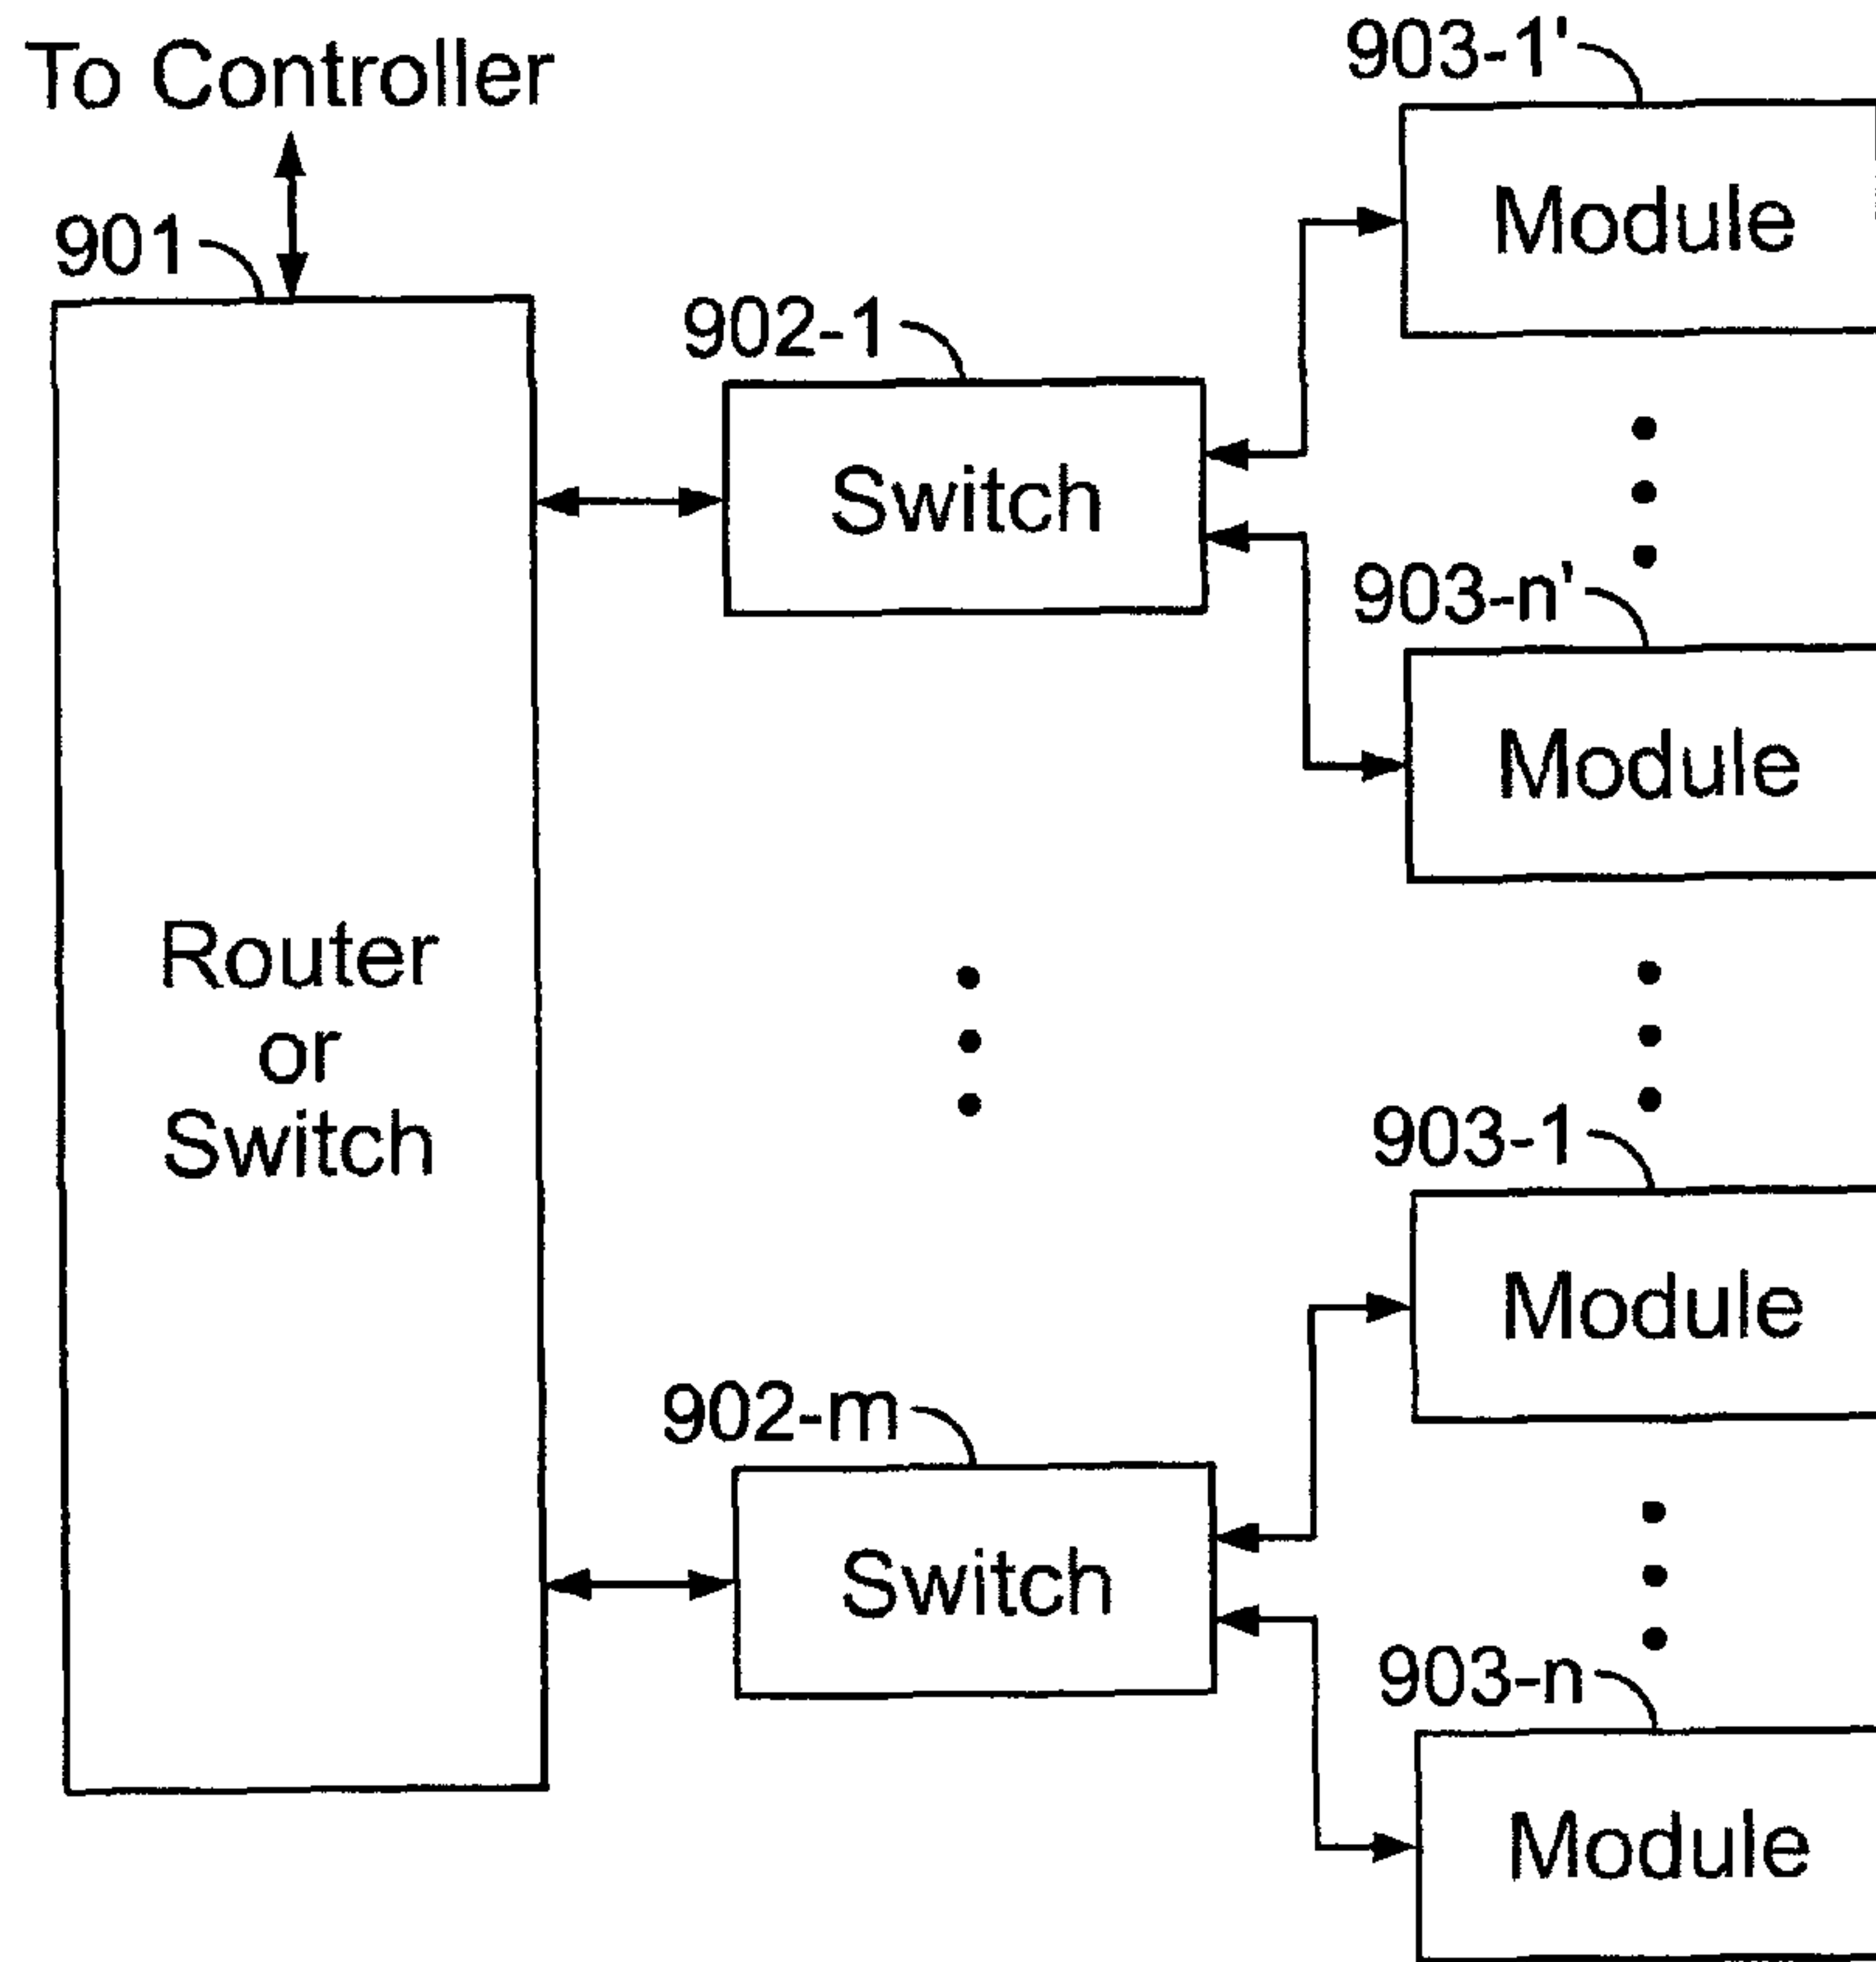 To Controller
901
Router
or
Switch
902-1
Switch
902-m
Switch
903-1'
Module
903-n'
Module
903-1
Module
903-n
Module